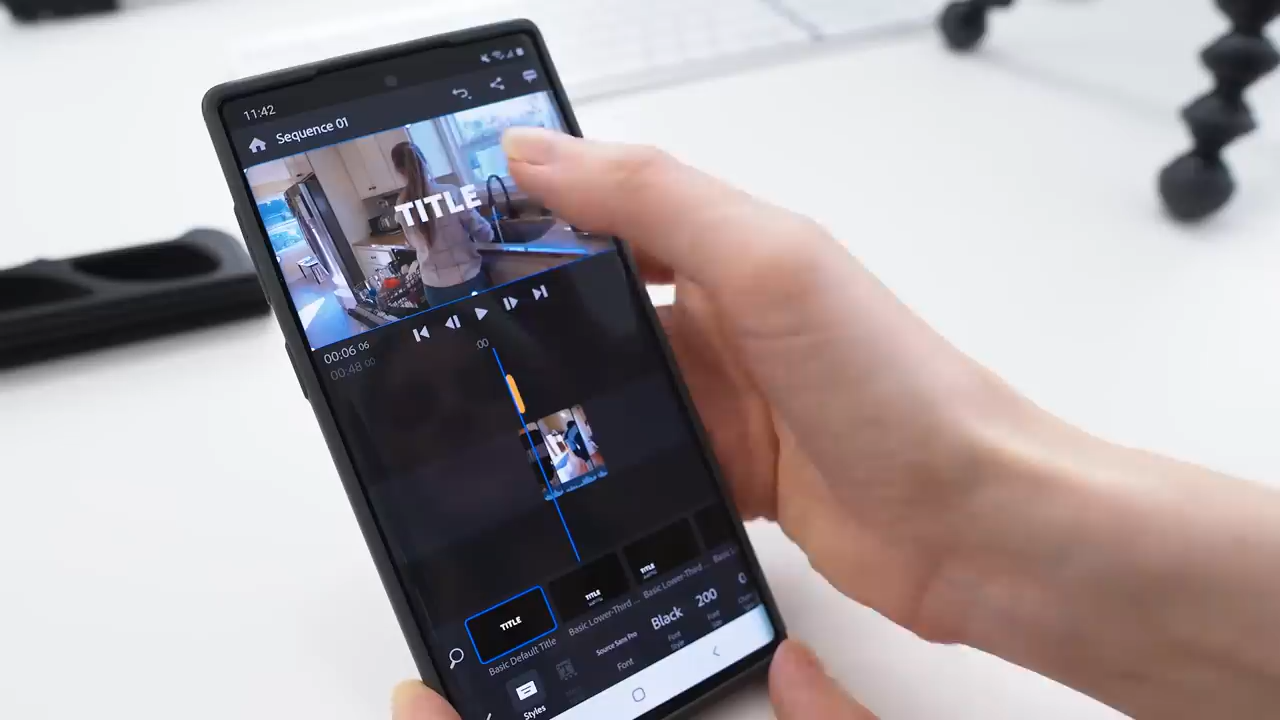 11:42
Sequence 01
TITLE
00:06 06
00:48 00
:00
TITLE
TITLE
TITLE
Basic Default Title
Basic Lower-Third ...
Basic Lower-Third ...
Basic
Source Sans Pro
Black
200
Font
Font
Style
Font
Size
Styles